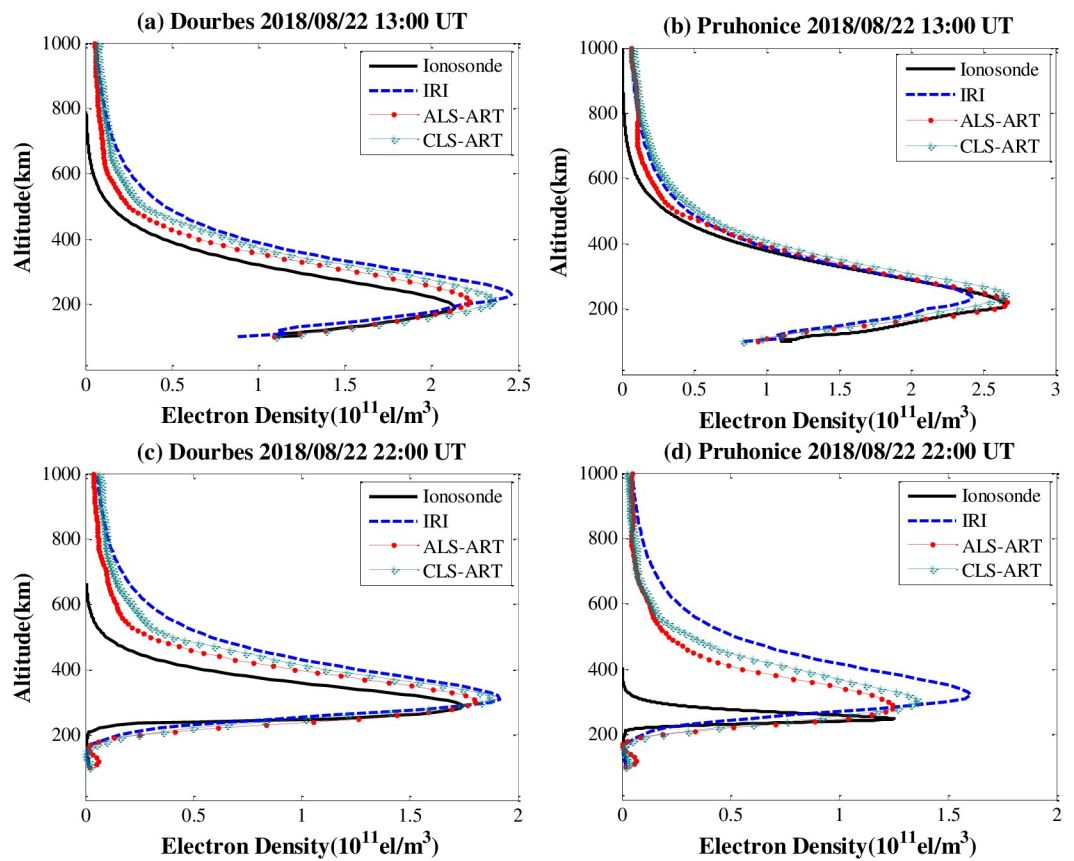 (a) Dourbes 2018/08/22 13:00 UT
1000
800
600
400
200
0
0.5
1
1.5
2
2.5
Altitude(km)
Electron Density(10^11el/m^3)
Ionosonde
IRI
ALS-ART
CLS-ART
(b) Pruhonice 2018/08/22 13:00 UT
1000
800
600
400
200
0
0.5
1
1.5
2
2.5
3
Altitude(km)
Electron Density(10^11el/m^3)
Ionosonde
IRI
ALS-ART
CLS-ART
(c) Dourbes 2018/08/22 22:00 UT
1000
800
600
400
200
0
0.5
1
1.5
2
Altitude(km)
Electron Density(10^11el/m^3)
Ionosonde
IRI
ALS-ART
CLS-ART
(d) Pruhonice 2018/08/22 22:00 UT
1000
800
600
400
200
0
0.5
1
1.5
2
Altitude(km)
Electron Density(10^11el/m^3)
Ionosonde
IRI
ALS-ART
CLS-ART